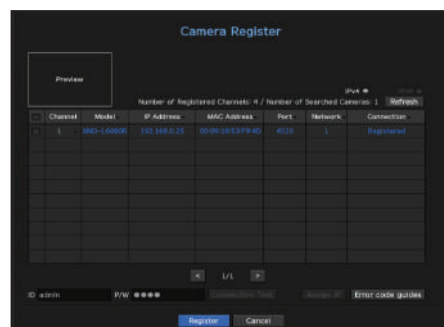 Camera Register
Preview
IPv4
Number of Registered Channels: 4 / Number of Searched Cameras: 1 Refresh
Channel Model IP Address MAC Address Port Network Connection
1 192.168.0.25 4520 1 Registered
< 1/1 >
ID admin P/W ●●●● Connection Test Assign IP Error code guides
Register Cancel